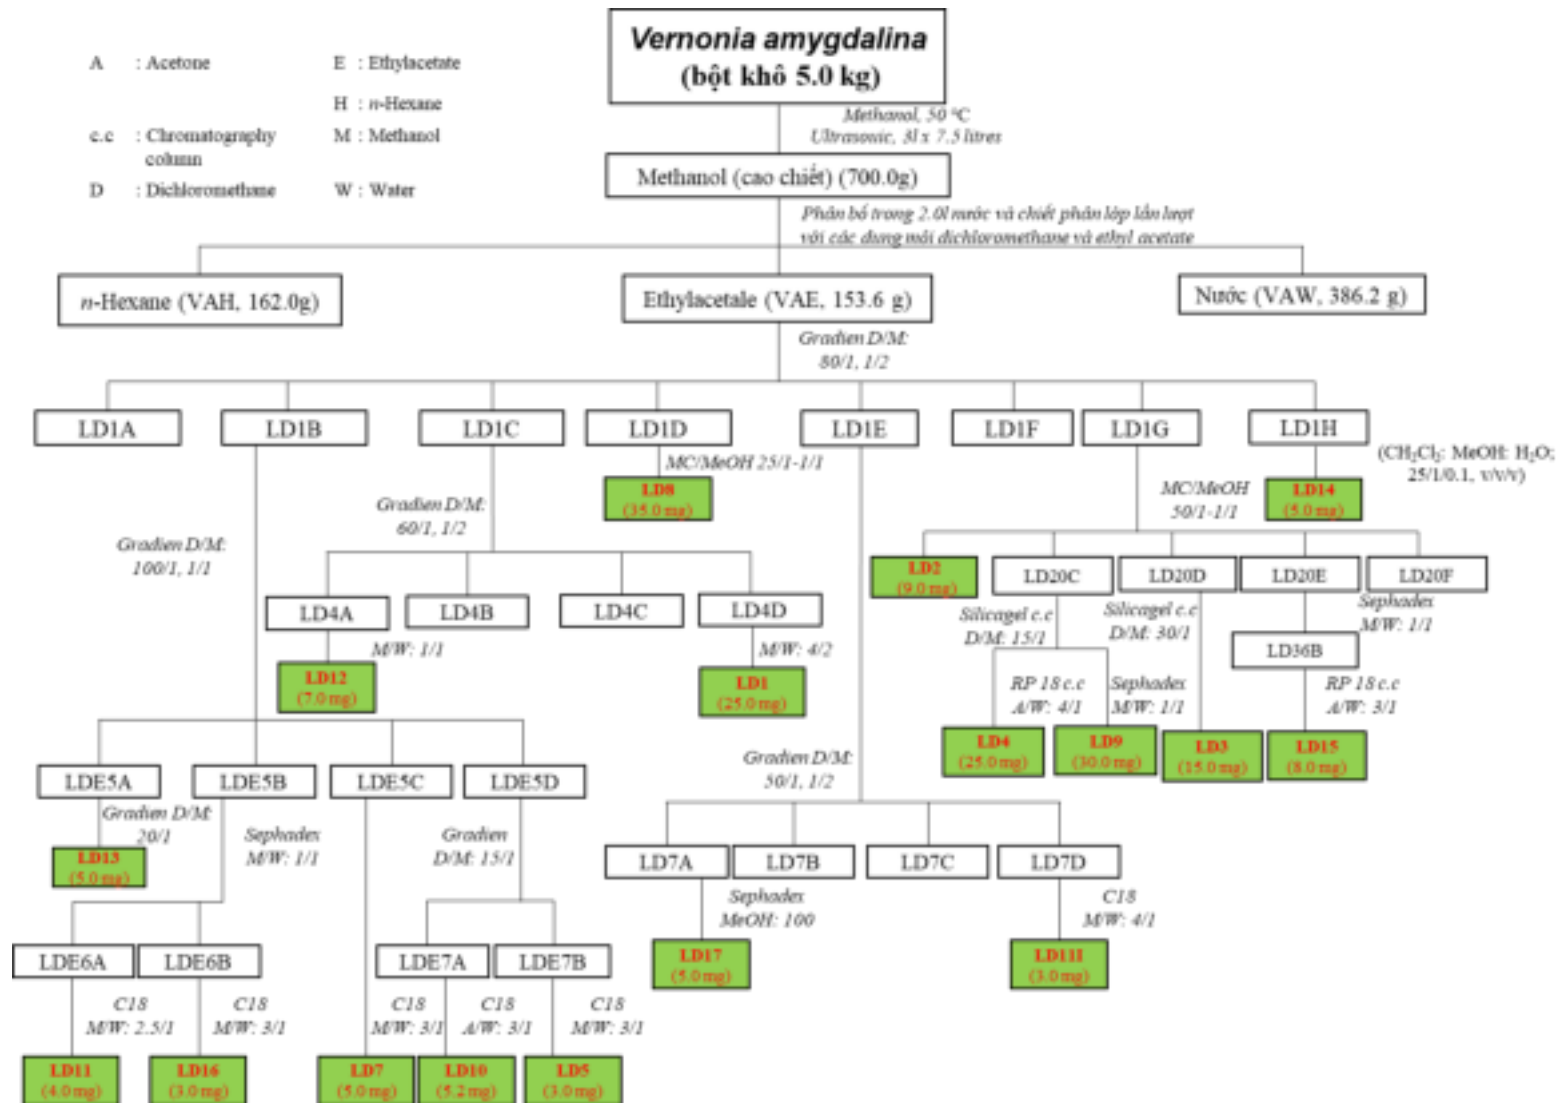 Vernonia amygdalina
(bột khô 5.0 kg)
A : Acetone
E : Ethylacetate
H : n-Hexane
c.c : Chromatography
column
M : Methanol
D : Dichloromethane
W : Water
Methanol, 50 °C
Ultrasonic, 3l x 7.5 litres
Methanol (cao chiết) (700.0g)
Phân bố trong 2.0l nước và chiết phân lớp lần lượt
với các dung môi dichloromethane và ethyl acetate
n-Hexane (VAH, 162.0g)
Ethylacetale (VAE, 153.6 g)
Nước (VAW, 386.2 g)
Gradien D/M:
80/1, 1/2
LD1A
LD1B
LD1C
LD1D
LD1E
LD1F
LD1G
LD1H
MC/MeOH 25/1-1/1
(CH2Cl2: MeOH: H2O;
25/1/0.1, v/v/v)
LD8
(35.0 mg)
LD14
(5.0 mg)
Gradien D/M:
60/1, 1/2
MC/MeOH
50/1-1/1
Gradien D/M:
100/1, 1/1
LD2
(9.0 mg)
LD20C
LD20D
LD20E
LD20F
LD4A
LD4B
LD4C
LD4D
Silicagel c.c
D/M: 15/1
Silicagel c.c
D/M: 30/1
Sephadex
M/W: 1/1
M/W: 1/1
M/W: 4/2
LD36B
LD12
(7.0 mg)
LD1
(25.0 mg)
RP 18 c.c
A/W: 4/1
Sephadex
M/W: 1/1
RP 18 c.c
A/W: 3/1
LD4
(25.0 mg)
LD9
(30.0 mg)
LD3
(15.0 mg)
LD15
(8.0 mg)
Gradien D/M:
50/1, 1/2
LDE5A
LDE5B
LDE5C
LDE5D
Gradien D/M:
20/1
Sephadex
M/W: 1/1
Gradien
D/M: 15/1
LD13
(5.0 mg)
LD7A
LD7B
LD7C
LD7D
Sephadex
MeOH: 100
C18
M/W: 4/1
LDE6A
LDE6B
LDE7A
LDE7B
LD17
(5.0 mg)
LD11I
(3.0 mg)
C18
M/W: 2.5/1
C18
M/W: 3/1
C18
M/W: 3/1
C18
A/W: 3/1
C18
M/W: 3/1
LD11
(4.0 mg)
LD16
(3.0 mg)
LD7
(5.0 mg)
LD10
(5.2 mg)
LD5
(3.0 mg)